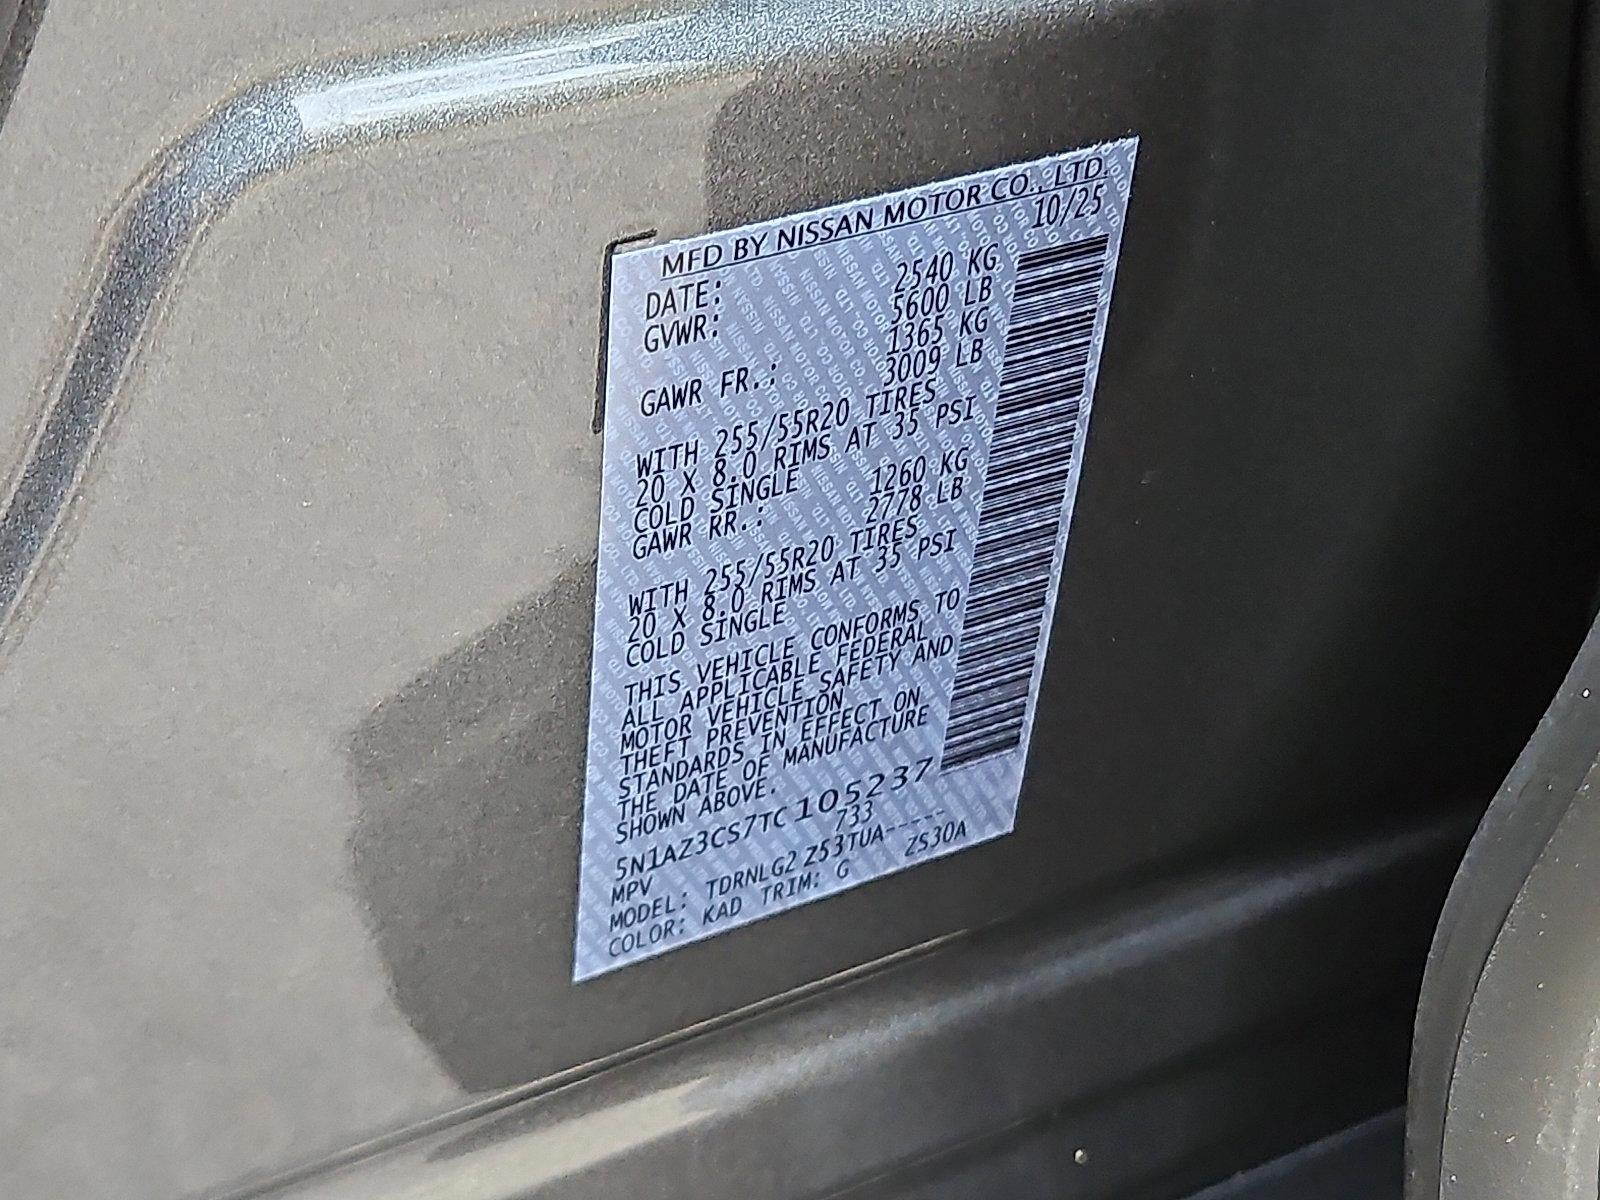 MFD BY NISSAN MOTOR CO., LTD.
DATE: 10/25
GVWR: 2540 KG
5600 LB
GAWR FR.: 1365 KG
3009 LB
WITH 255/55R20 TIRES
20 X 8.0 RIMS AT 35 PSI
COLD SINGLE
GAWR RR.: 1260 KG
2778 LB
WITH 255/55R20 TIRES
20 X 8.0 RIMS AT 35 PSI
COLD SINGLE
THIS VEHICLE CONFORMS TO
ALL APPLICABLE FEDERAL
MOTOR VEHICLE SAFETY AND
THEFT PREVENTION
STANDARDS IN EFFECT ON
THE DATE OF MANUFACTURE
SHOWN ABOVE.
5N1AZ3CS7TC105237
MPV 733
MODEL: TDRNLG2 Z53TUA-----
COLOR: KAD TRIM: G ZS30A